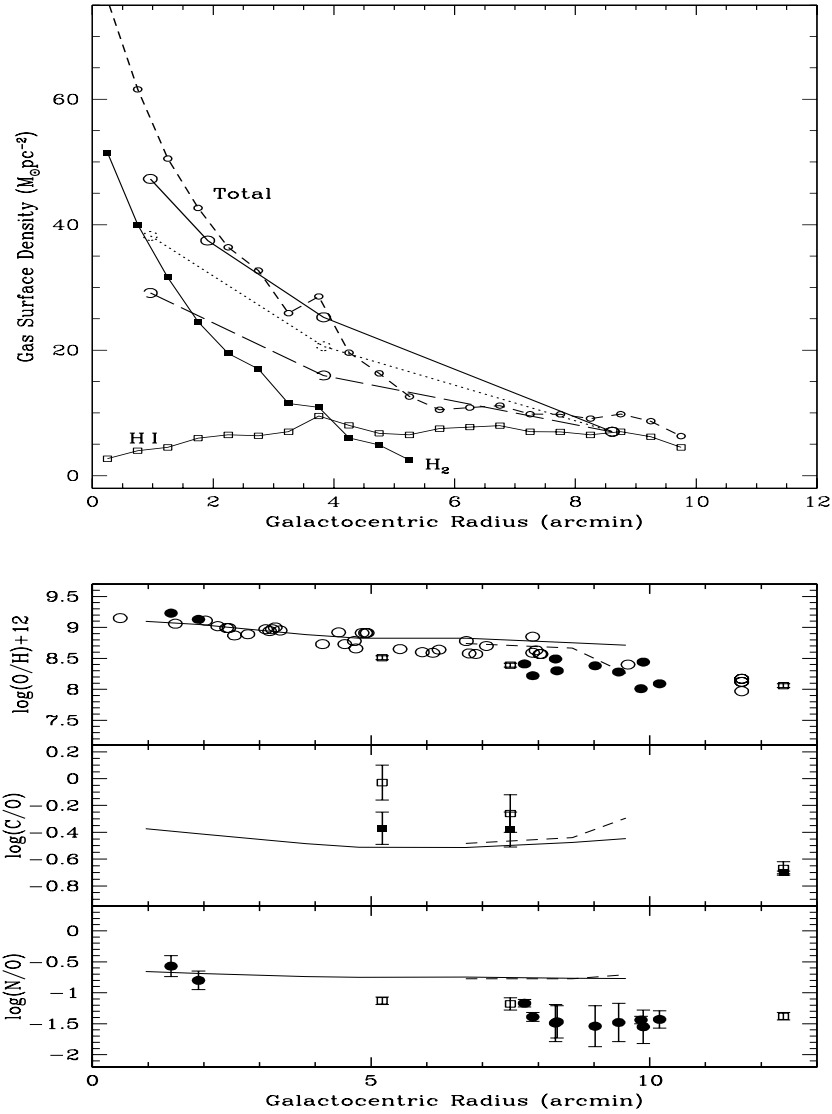 Gas Surface Density (M⊙pc⁻²)
60
40
20
0
Total
H I
H₂
0 2 4 6 8 10 12
Galactocentric Radius (arcmin)
log(O/H)+12
9.5
9
8.5
8
7.5
log(C/O)
0.2
0
−0.2
−0.4
−0.6
−0.8
log(N/O)
0
−0.5
−1
−1.5
−2
0 5 10
Galactocentric Radius (arcmin)